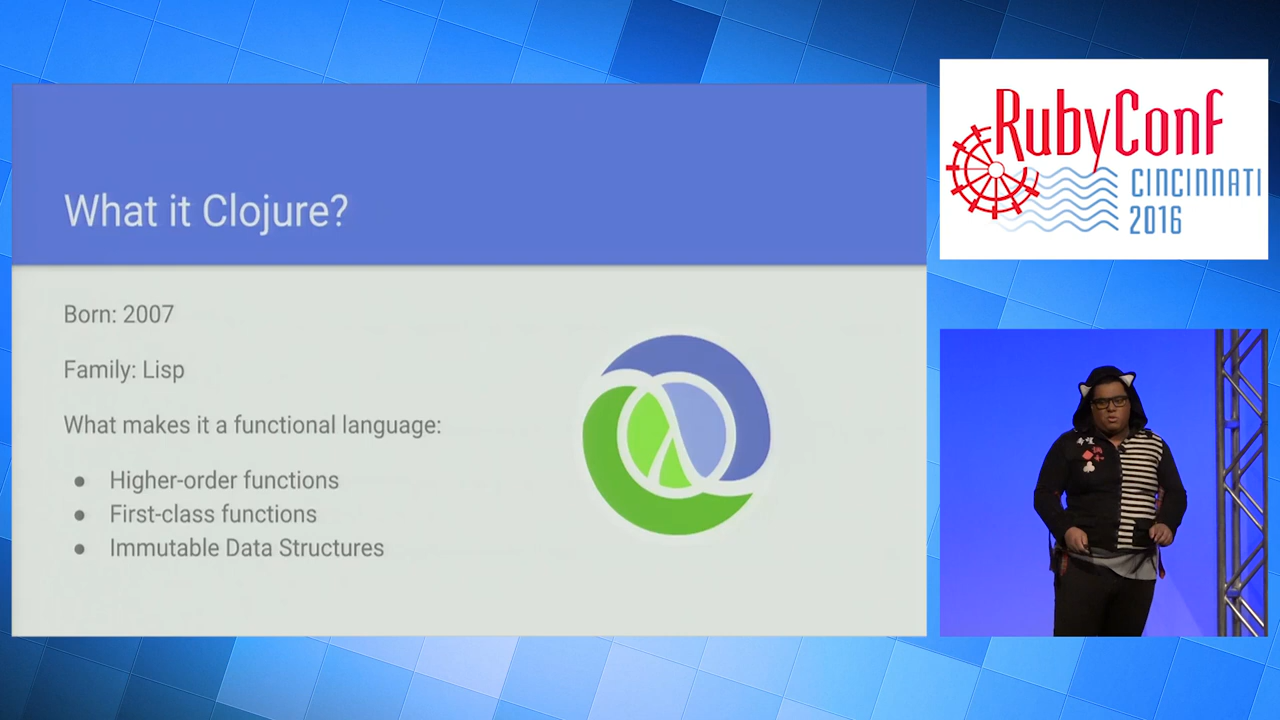 What it Clojure?
Born: 2007
Family: Lisp
What makes it a functional language:
● Higher-order functions
● First-class functions
● Immutable Data Structures
RubyConf
CINCINNATI
2016